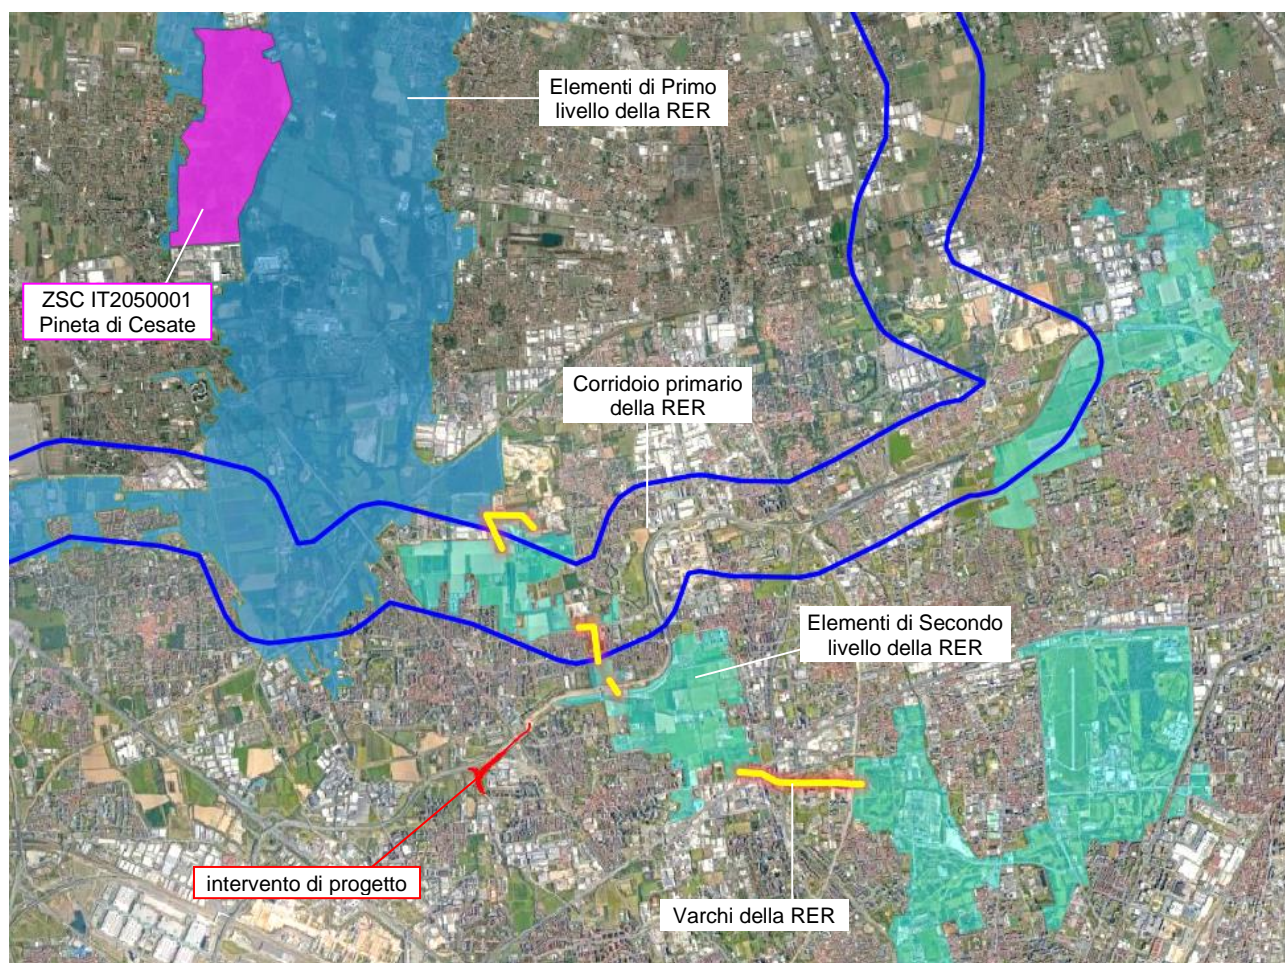 Elementi di Primo
livello della RER
ZSC IT2050001
Pineta di Cesate
Corridoio primario
della RER
Elementi di Secondo
livello della RER
intervento di progetto
Varchi della RER